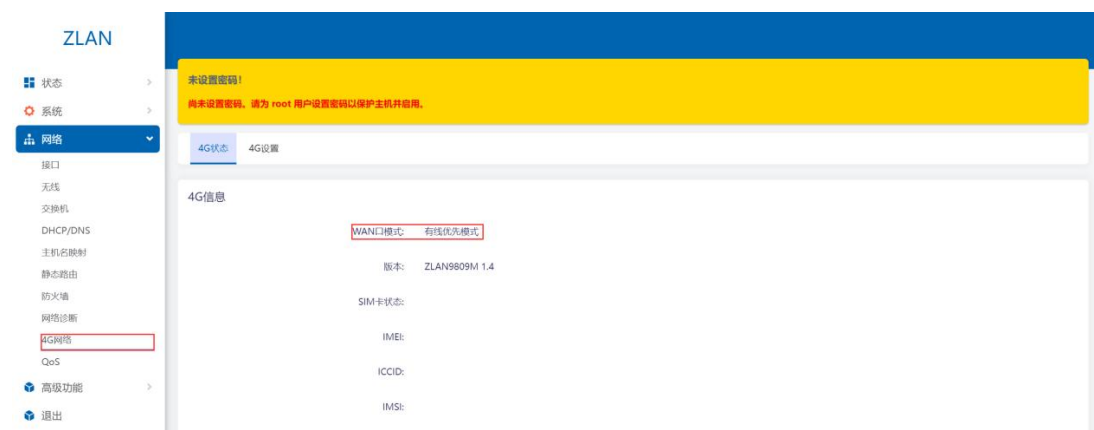 ZLAN
状态
系统
网络
接口
无线
交换机
DHCP/DNS
主机名映射
静态路由
防火墙
网络诊断
4G网络
QoS
高级功能
退出
未设置密码!
尚未设置密码。请为 root 用户设置密码以保护主机并启用。
4G状态 4G设置
4G信息
WAN口模式: 有线优先模式
版本: ZLAN9809M 1.4
SIM卡状态:
IMEI:
ICCID:
IMSI: